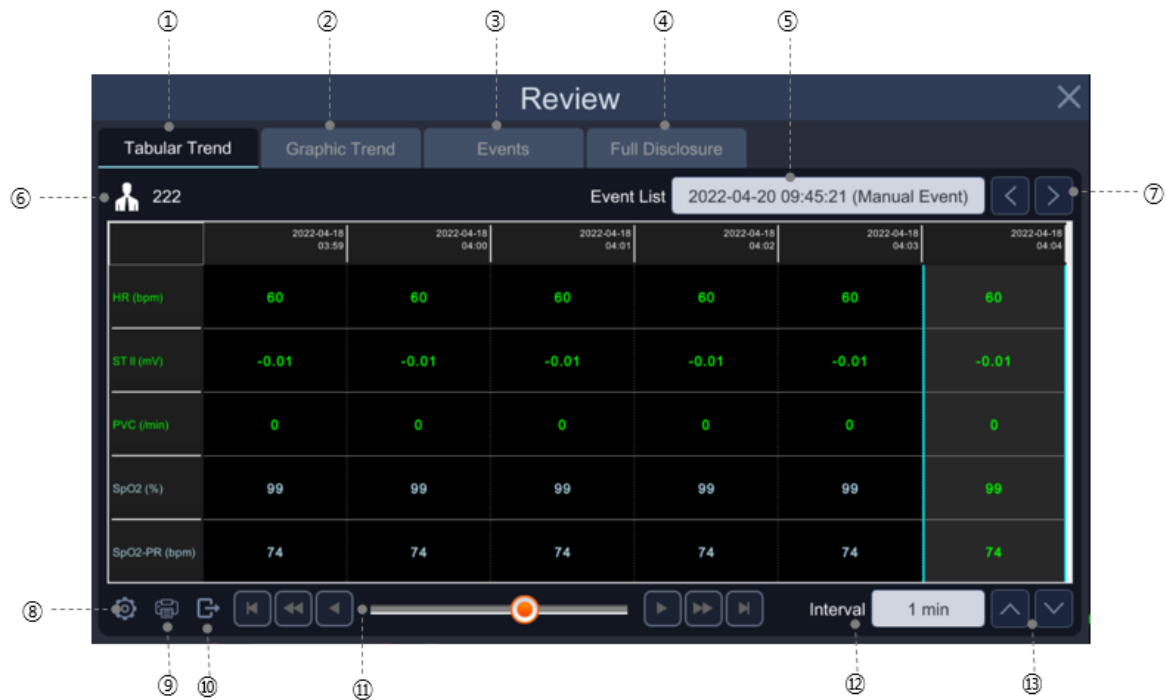 ① ② ③ ④ ⑤
Review
Tabular Trend Graphic Trend Events Full Disclosure
⑥ 222 Event List 2022-04-20 09:45:21 (Manual Event) ⑦
2022-04-18 2022-04-18 2022-04-18 2022-04-18 2022-04-18 2022-04-18
03:59 04:00 04:01 04:02 04:03 04:04
HR (bpm) 60 60 60 60 60 60
ST II (mV) -0.01 -0.01 -0.01 -0.01 -0.01 -0.01
PVC (/min) 0 0 0 0 0 0
SpO2 (%) 99 99 99 99 99 99
SpO2-PR (bpm) 74 74 74 74 74 74
⑧ Interval 1 min
⑨ ⑩ ⑪ ⑫ ⑬